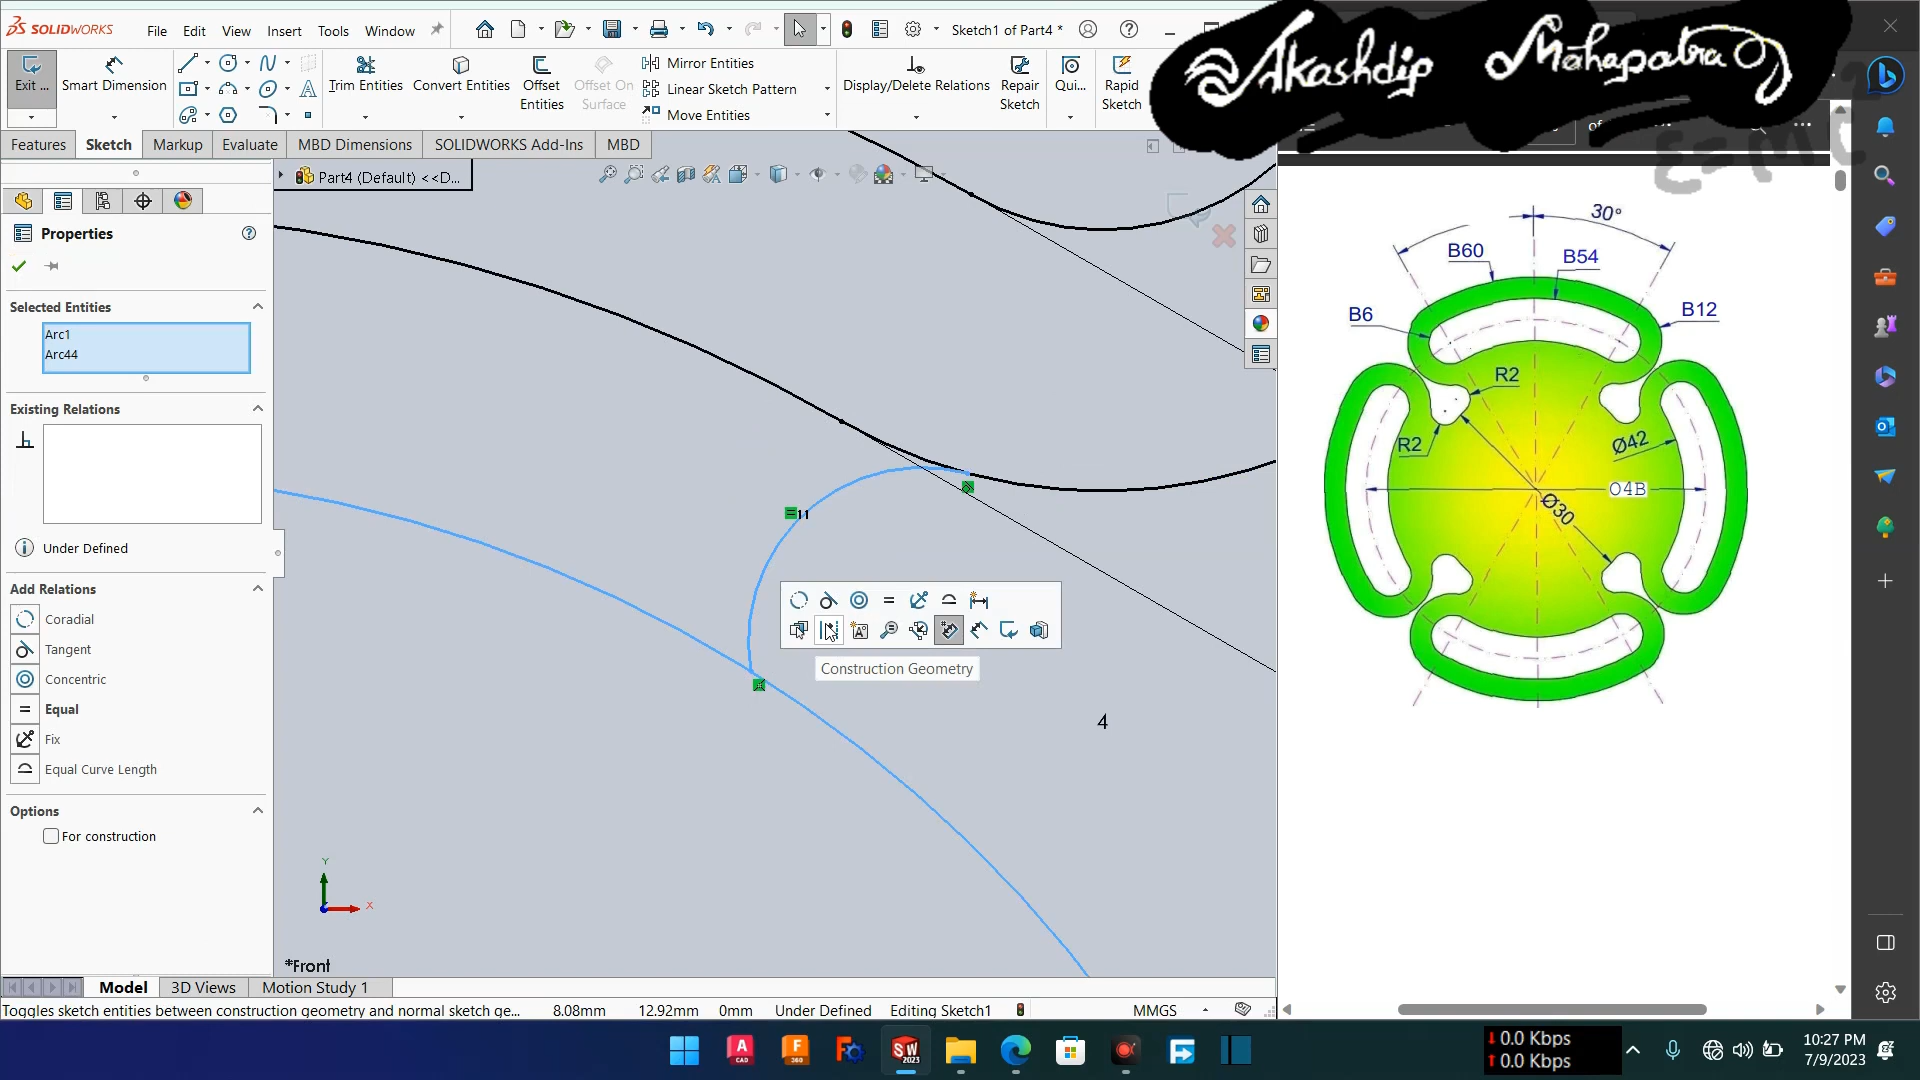 SOLIDWORKS
File Edit View Insert Tools Window
Sketch1 of Part4 *
Akashdip Mahapatra
E=MC2
Exit ...
Smart Dimension
Trim Entities
Convert Entities
Offset Entities
Offset On Surface
Mirror Entities
Linear Sketch Pattern
Move Entities
Display/Delete Relations
Repair Sketch
Qui...
Rapid Sketch
of
Features Sketch Markup Evaluate MBD Dimensions SOLIDWORKS Add-Ins MBD
Part4 (Default) <<D...
Properties
Selected Entities
Arc1
Arc44
Existing Relations
Under Defined
Add Relations
Coradial
Tangent
Concentric
Equal
Fix
Equal Curve Length
Options
For construction
11
Construction Geometry
4
Y
X
*Front
30°
B60
B54
B6
B12
R2
R2
Ø42
O4B
Ø30
Model 3D Views Motion Study 1
Toggles sketch entities between construction geometry and normal sketch ge... 8.08mm 12.92mm 0mm Under Defined Editing Sketch1 MMGS
0.0 Kbps
0.0 Kbps
10:27 PM
7/9/2023